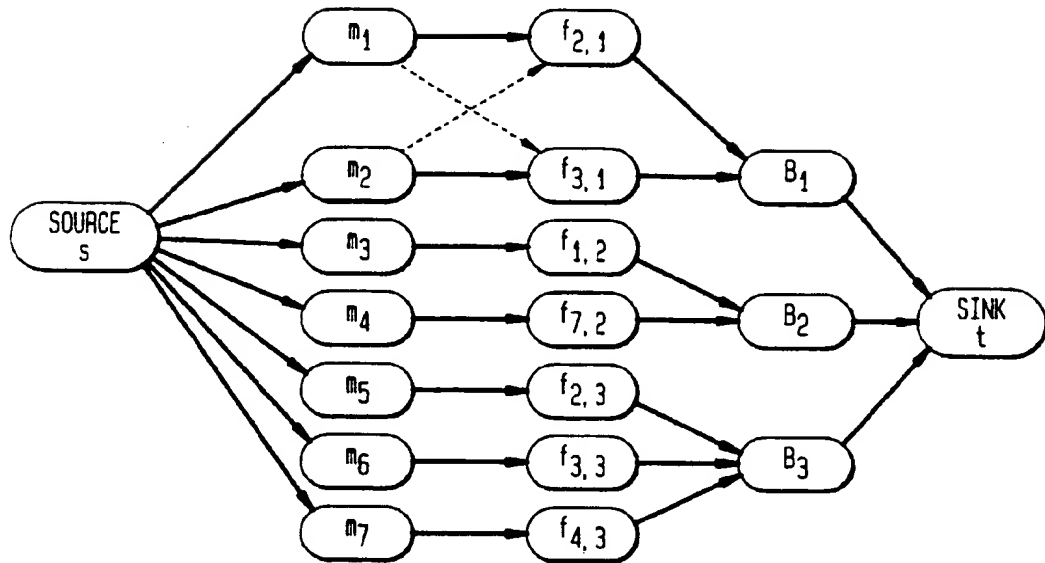 m1
f2,1
m2
f3,1
B1
SOURCE
s
m3
f1,2
m4
f7,2
B2
SINK
t
m5
f2,3
m6
f3,3
B3
m7
f4,3